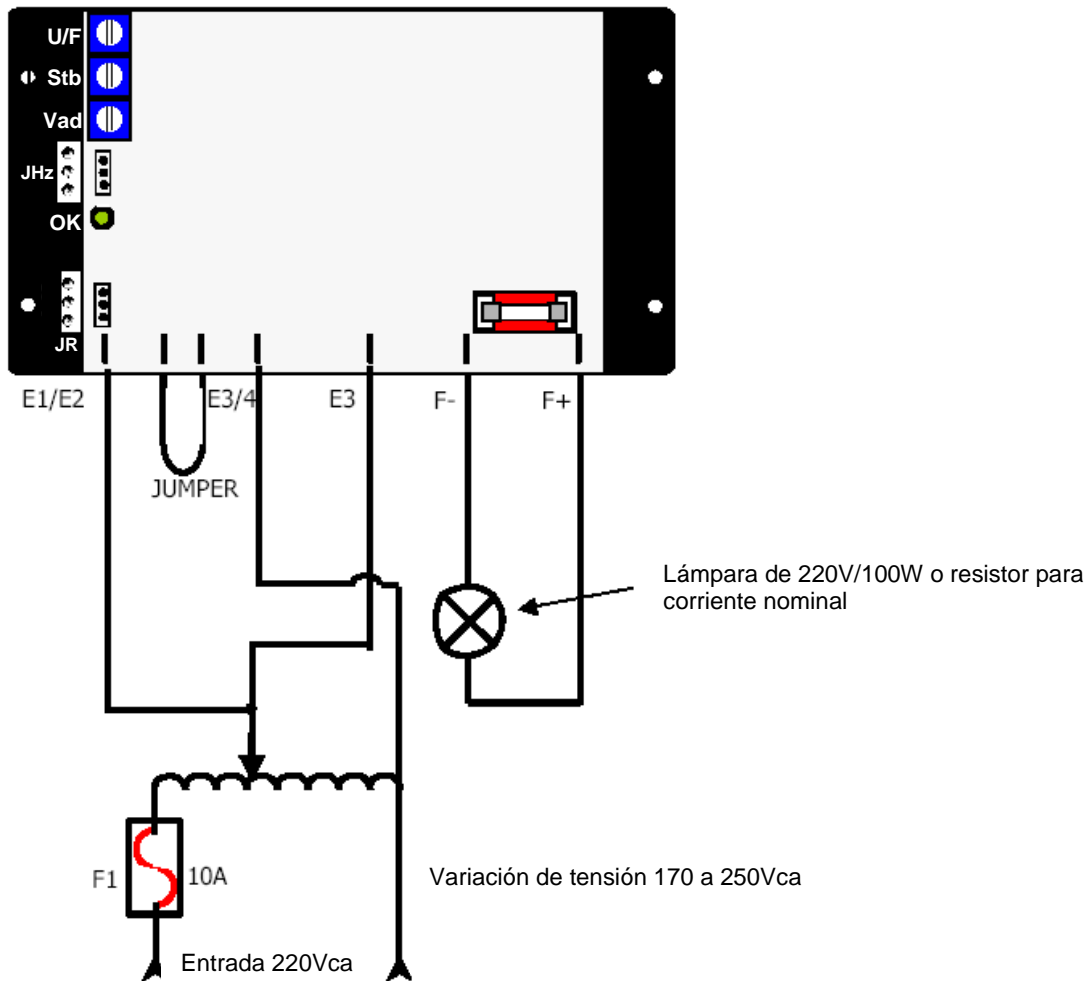 U/F
Stb
Vad
JHz
OK
JR
E1/E2
E3/4
E3
F-
F+
JUMPER
Lámpara de 220V/100W o resistor para
corriente nominal
F1
10A
Variación de tensión 170 a 250Vca
Entrada 220Vca